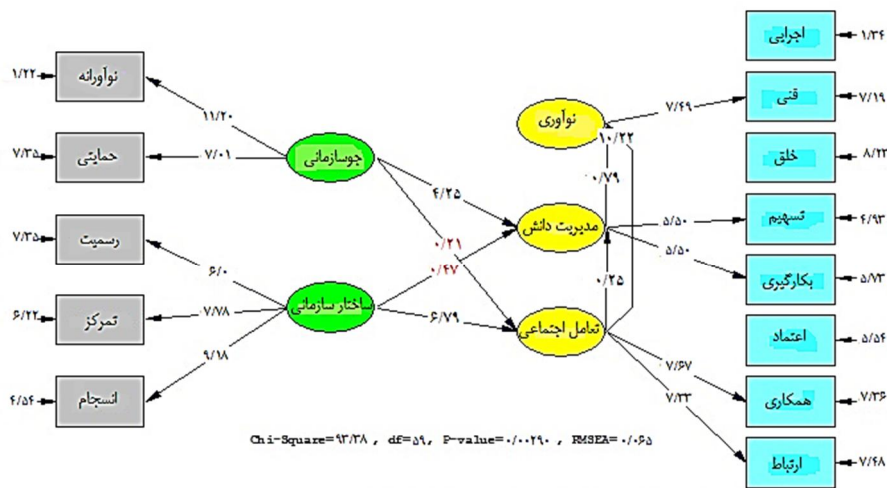 اجرایی
۱/۳۴
نوآورانه
۱/۲۲
فنی
۷/۱۹
۷/۴۹
نوآوری
۱۱/۲۰
۱۰/۲۲
حمایتی
۷/۳۵
۷/۰۱
جوسازمانی
خلق
۸/۲۳
۰/۷۹
۴/۲۵
تسهیم
۴/۹۳
۵/۵۰
مدیریت دانش
رسمیت
۷/۳۵
۰/۲۱
۵/۵۰
۰/۴۷
۶/۰
بکارگیری
۵/۷۳
۰/۲۵
ساختار سازمانی
تمرکز
۶/۲۲
۷/۷۸
۶/۷۹
تعامل اجتماعی
اعتماد
۵/۵۴
۹/۱۸
۷/۶۷
انسجام
۴/۵۴
همکاری
۷/۳۶
۷/۳۳
Chi-Square=۹۳/۳۸ , df=۵۹, P-value=۰/۰۰۲۹۰ , RMSEA=۰/۰۶۵
ارتباط
۷/۴۸